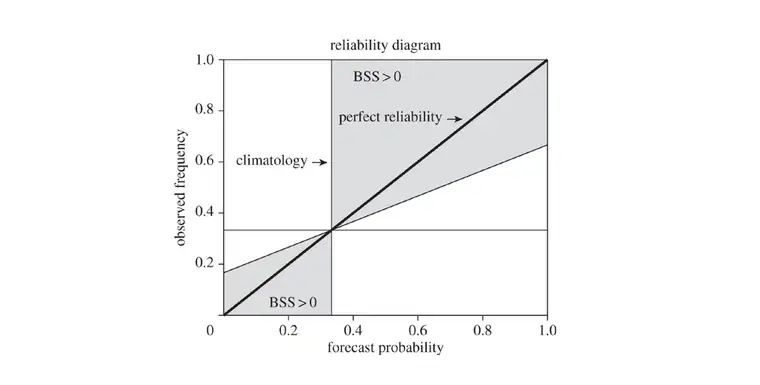 reliability diagram
1.0
BSS > 0
0.8
perfect reliability
0.6
climatology
observed frequency
0.4
0.2
BSS > 0
0
0.2
0.4
0.6
0.8
1.0
forecast probability